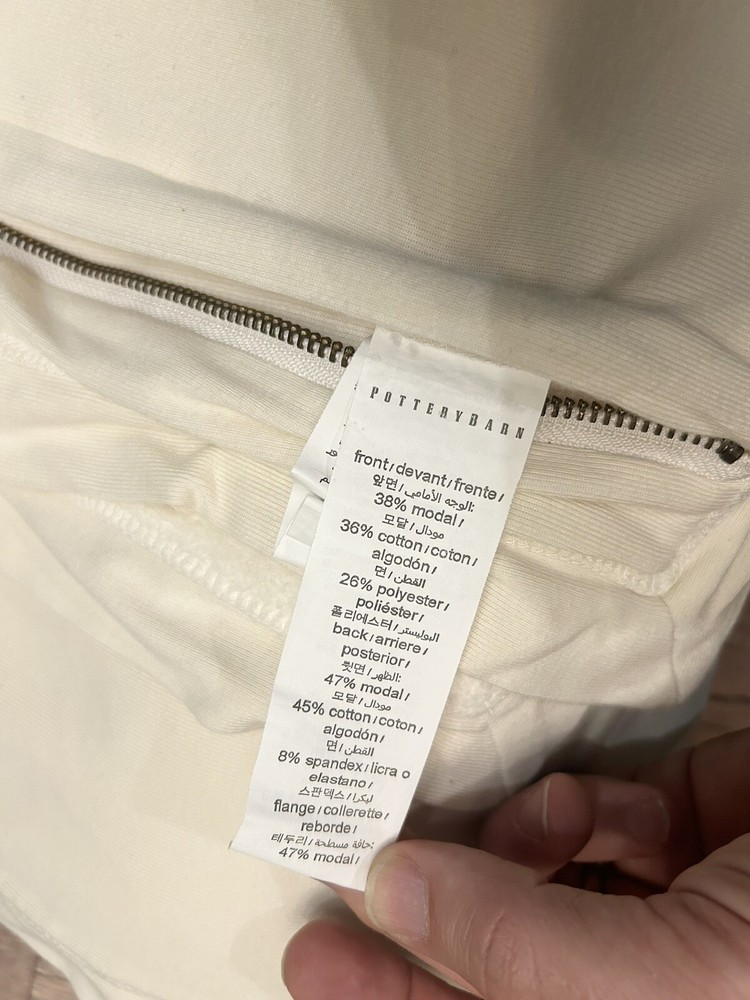 POTTERYBARN
front/devant/frente/
앞면/الوجه الأمامي:
38% modal/
모달/مودال
36% cotton/coton/
algodón/
면/القطن
26% polyester/
poliéster/
폴리에스터/البوليستر
back/arriere/
posterior/
뒷면/الظهر:
47% modal/
모달/مودال
45% cotton/coton/
algodón/
면/القطن
8% spandex/licra o
elastano/
스판덱스/ليكرا
flange/collerette/
reborde/
테두리/حافة مسطحة:
47% modal/